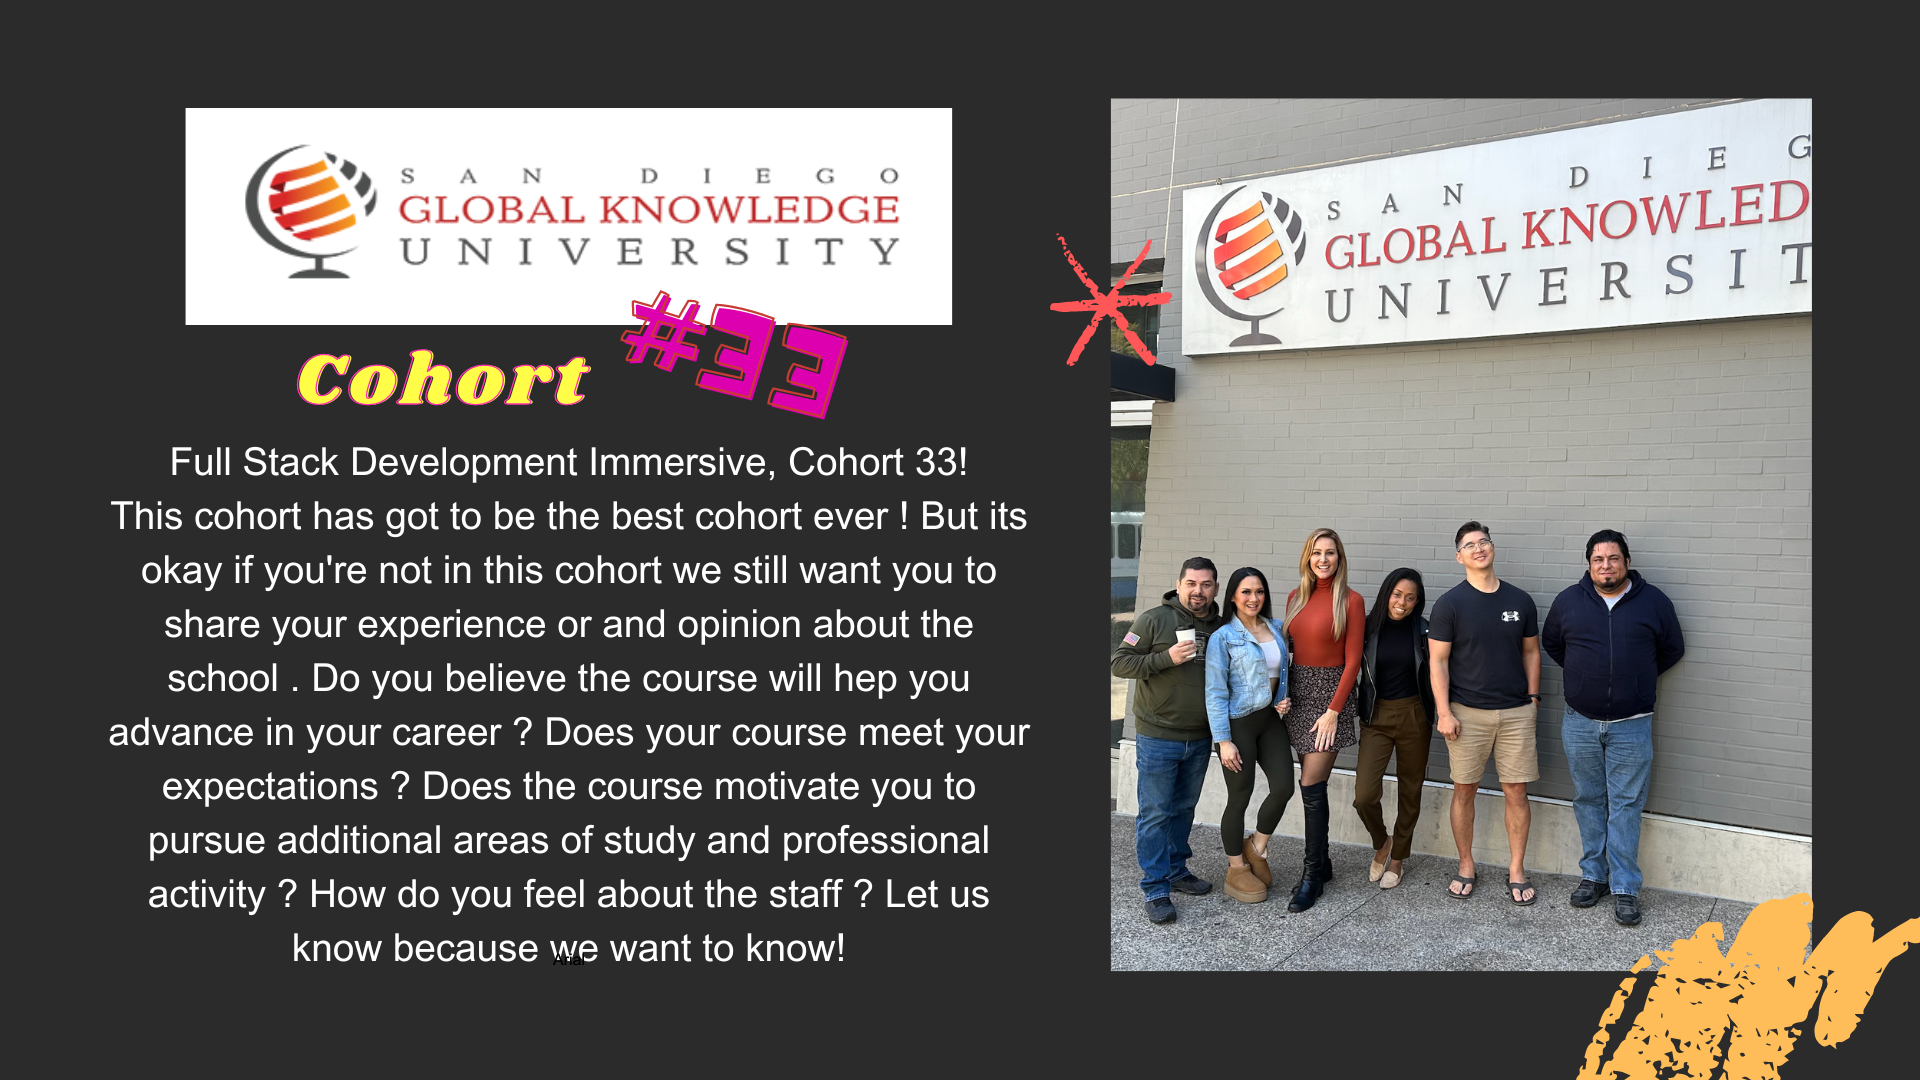 SAN DIEGO
GLOBAL KNOWLEDGE
UNIVERSITY
Cohort #33
Full Stack Development Immersive, Cohort 33!
This cohort has got to be the best cohort ever ! But its
okay if you're not in this cohort we still want you to
share your experience or and opinion about the
school . Do you believe the course will hep you
advance in your career ? Does your course meet your
expectations ? Does the course motivate you to
pursue additional areas of study and professional
activity ? How do you feel about the staff ? Let us
know because we want to know!
Arial
SAN DIEG
GLOBAL KNOWLED
UNIVERSIT